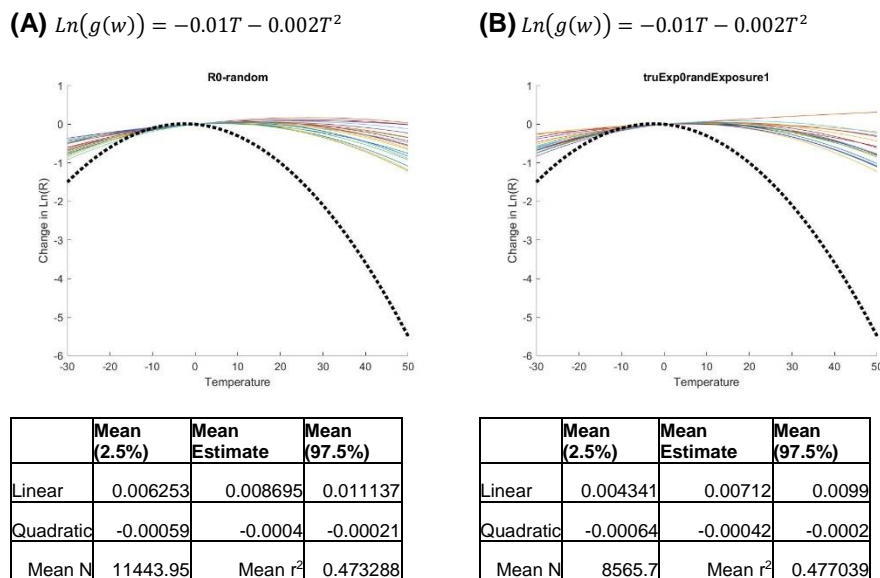 (A) Ln(g(w)) = −0.01T − 0.002T²
R0-random
1
0
-1
-2
-3
-4
-5
-6
Change in Ln(R)
-30 -20 -10 0 10 20 30 40 50
Temperature
Mean (2.5%) Mean Estimate Mean (97.5%)
Linear 0.006253 0.008695 0.011137
Quadratic -0.00059 -0.0004 -0.00021
Mean N 11443.95 Mean r² 0.473288
(B) Ln(g(w)) = −0.01T − 0.002T²
truExp0randExposure1
1
0
-1
-2
-3
-4
-5
-6
Change in Ln(R)
-30 -20 -10 0 10 20 30 40 50
Temperature
Mean (2.5%) Mean Estimate Mean (97.5%)
Linear 0.004341 0.00712 0.0099
Quadratic -0.00064 -0.00042 -0.0002
Mean N 8565.7 Mean r² 0.477039